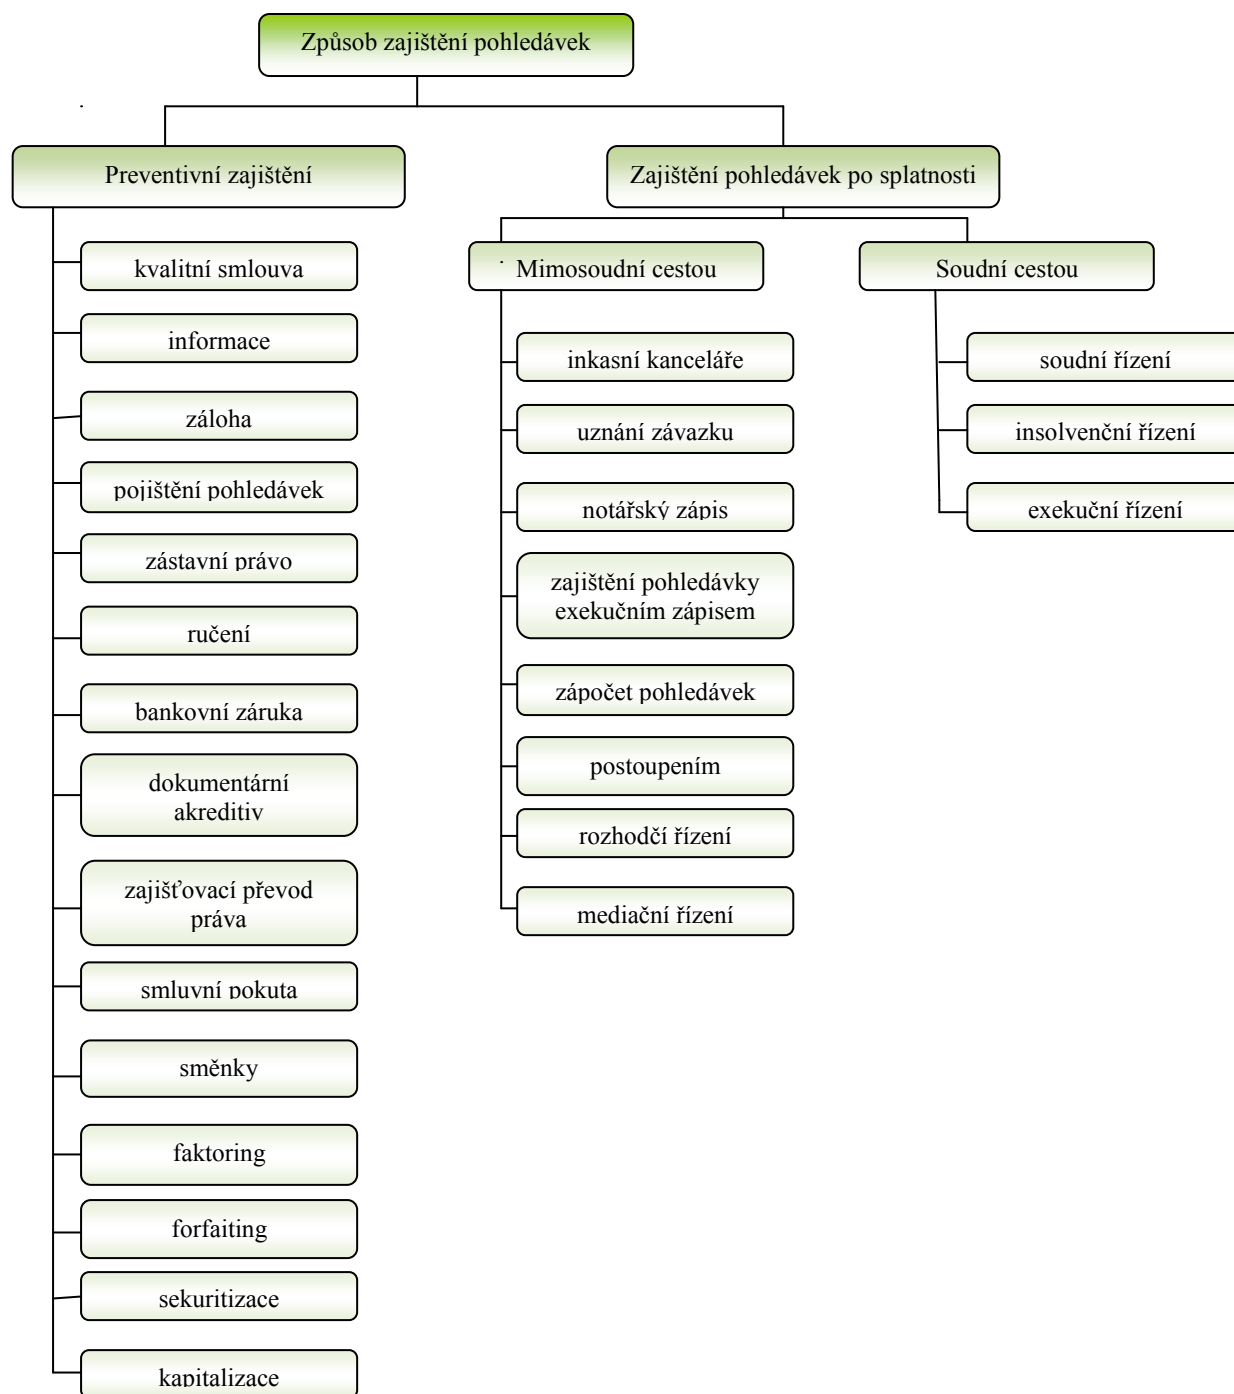 Způsob zajištění pohledávek
Preventivní zajištění
Zajištění pohledávek po splatnosti
kvalitní smlouva
informace
záloha
pojištění pohledávek
zástavní právo
ručení
bankovní záruka
dokumentární
akreditiv
zajišťovací převod
práva
smluvní pokuta
směnky
faktoring
forfaiting
sekuritizace
kapitalizace
Mimosoudní cestou
inkasní kanceláře
uznání závazku
notářský zápis
zajištění pohledávky
exekučním zápisem
zápočet pohledávek
postoupením
rozhodčí řízení
mediační řízení
Soudní cestou
soudní řízení
insolvenční řízení
exekuční řízení